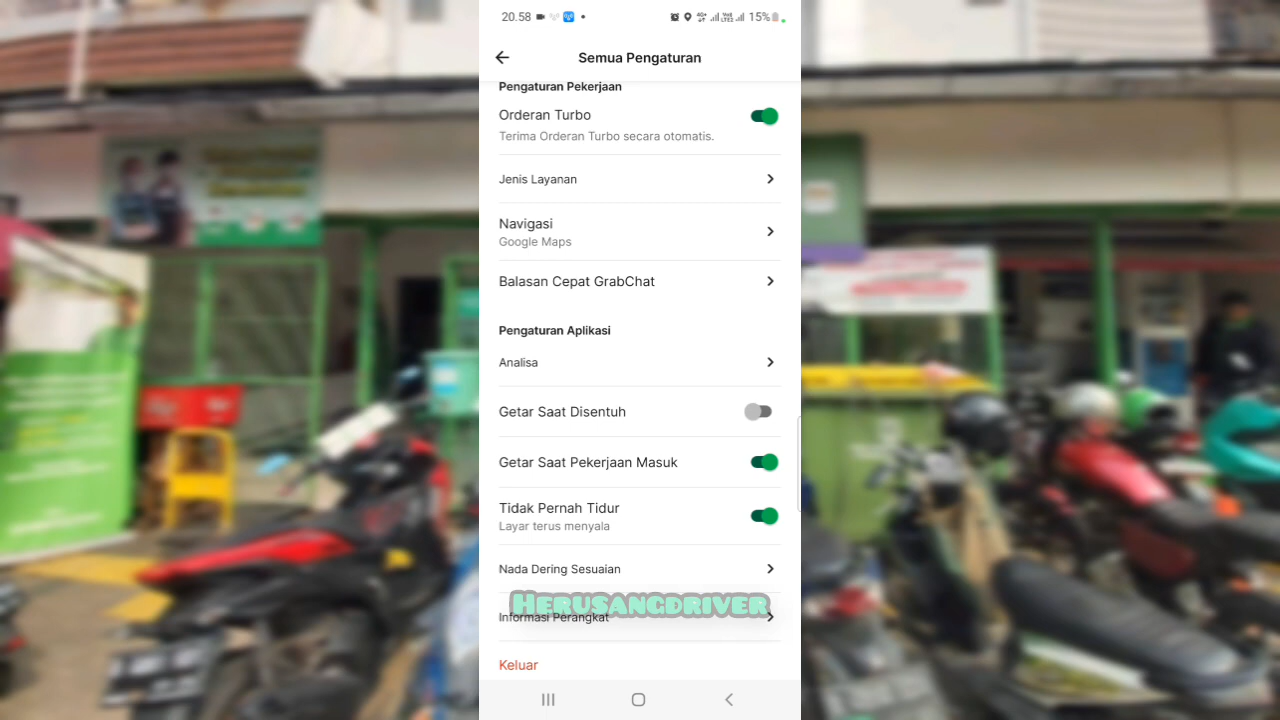 20.58
15%
Semua Pengaturan
Pengaturan Pekerjaan
Orderan Turbo
Terima Orderan Turbo secara otomatis.
Jenis Layanan
Navigasi
Google Maps
Balasan Cepat GrabChat
Pengaturan Aplikasi
Analisa
Getar Saat Disentuh
Getar Saat Pekerjaan Masuk
Tidak Pernah Tidur
Layar terus menyala
Nada Dering Sesuaian
Herusangdriver
Informasi Perangkat
Keluar